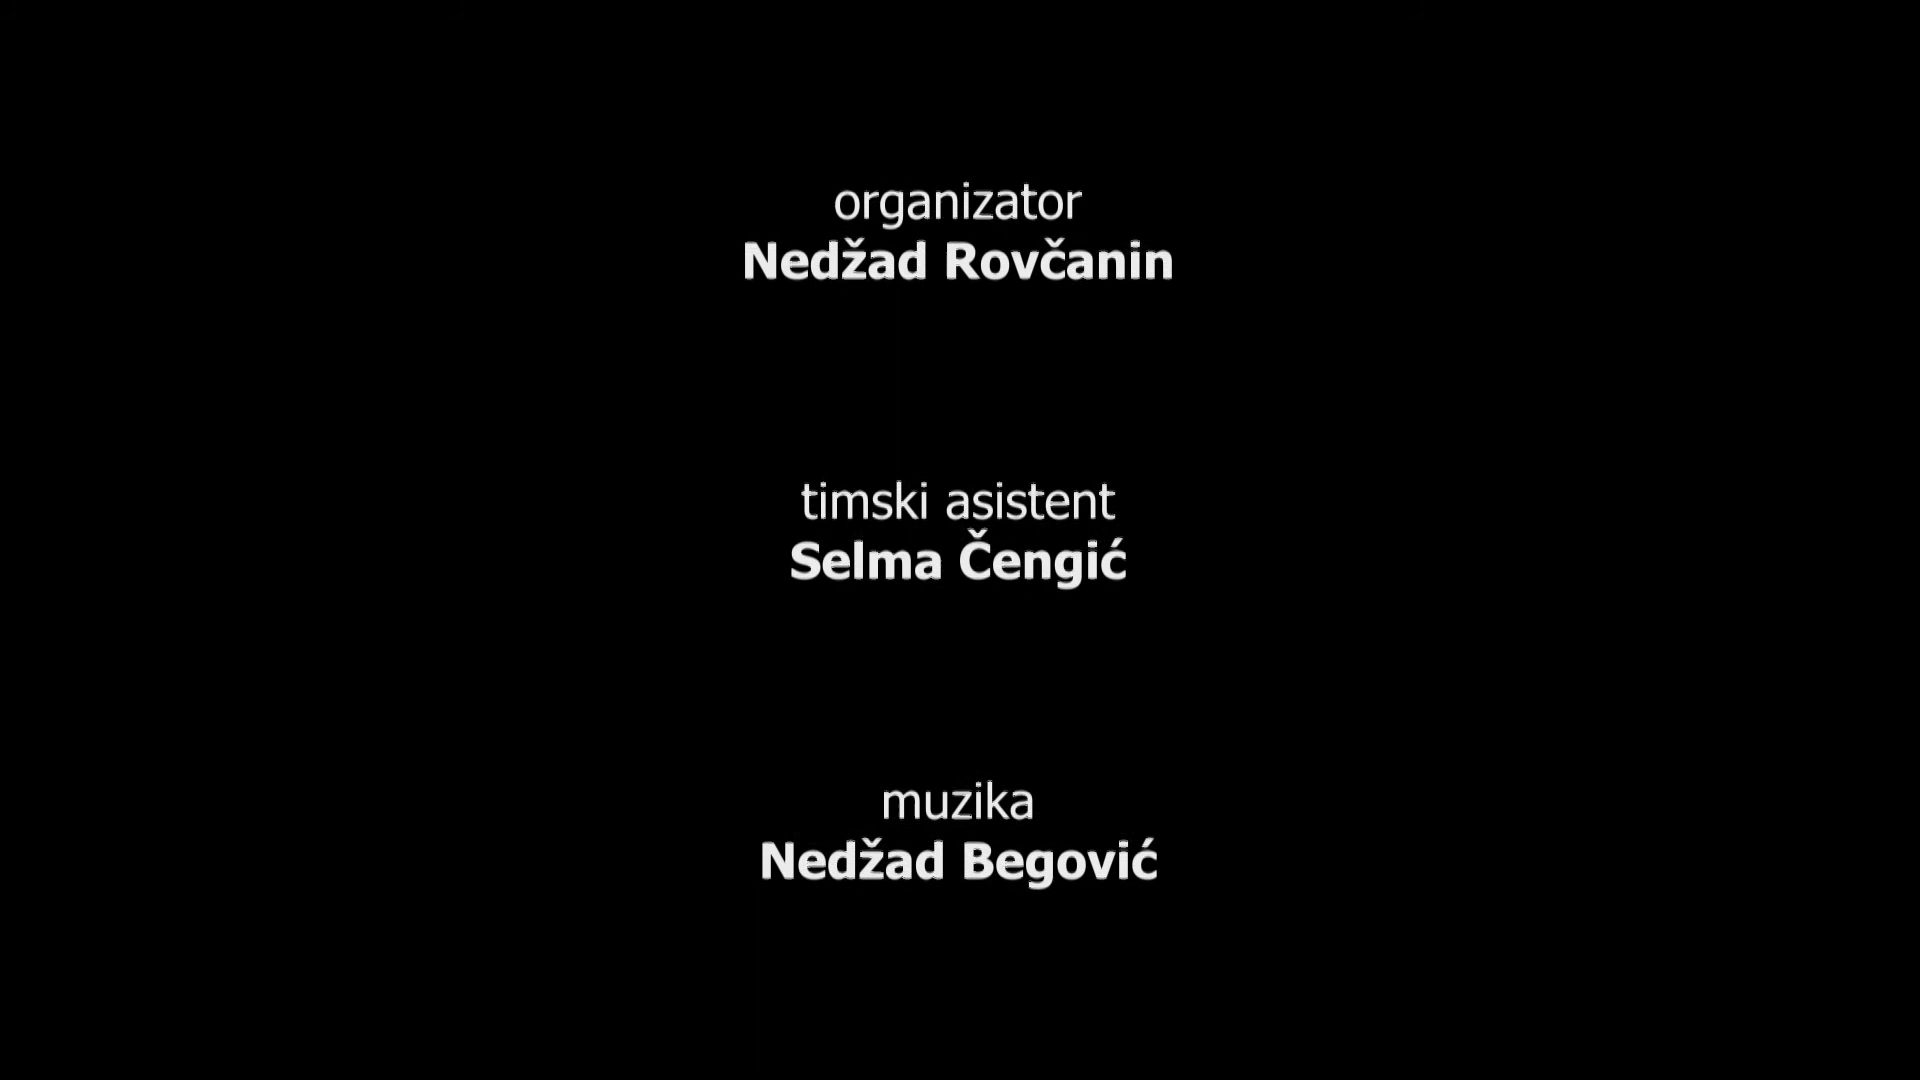 organizator
Nedžad Rovčanin
timski asistent
Selma Čengić
muzika
Nedžad Begović